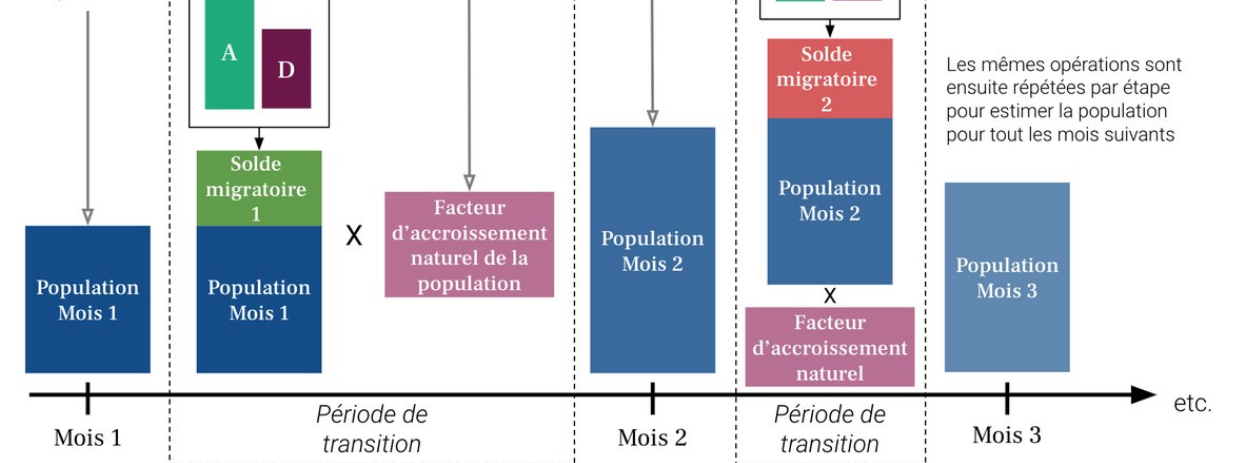 A
D
Solde
migratoire
1
Population
Mois 1
Population
Mois 1
X
Facteur
d'accroissement
naturel de la
population
Population
Mois 2
Solde
migratoire
2
Population
Mois 2
X
Facteur
d'accroissement
naturel
Les mêmes opérations sont
ensuite répétées par étape
pour estimer la population
pour tout les mois suivants
Population
Mois 3
etc.
Mois 1
Période de
transition
Mois 2
Période de
transition
Mois 3